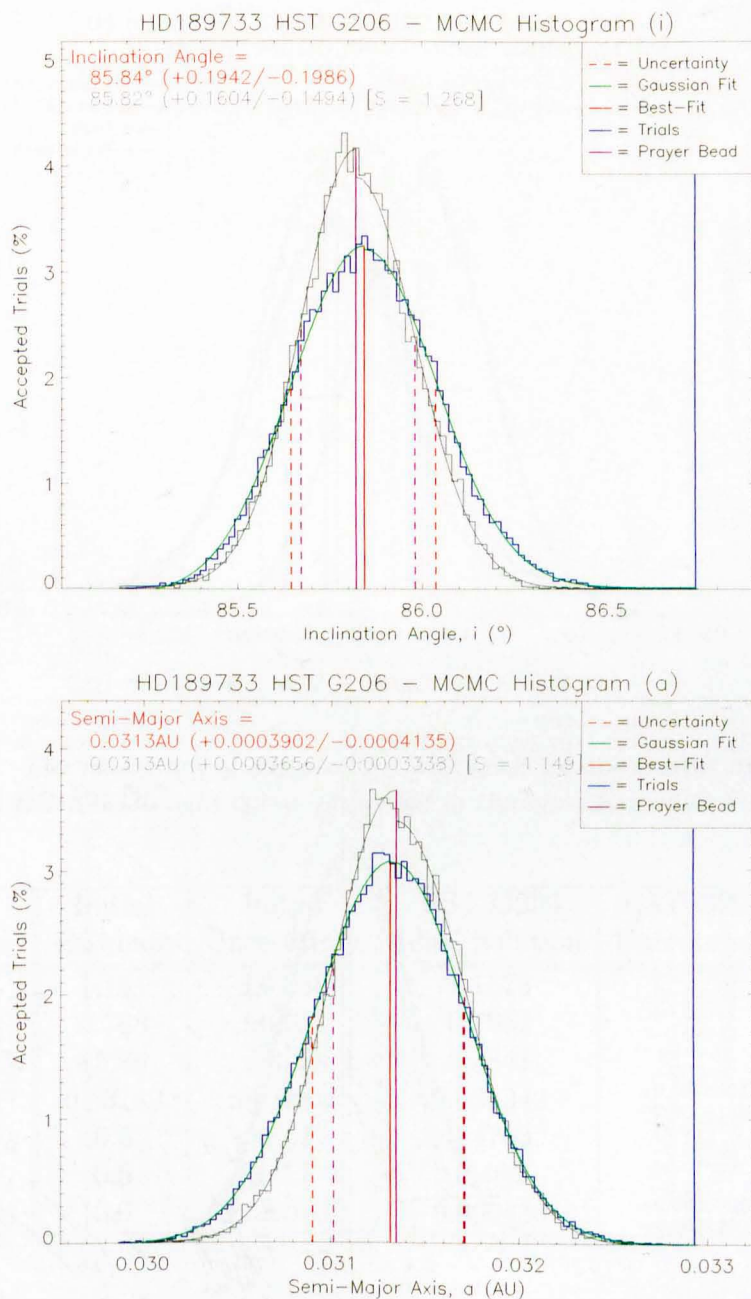 HD189733 HST G206 – MCMC Histogram (i)
Inclination Angle =
85.84° (+0.1942/−0.1986)
85.82° (+0.1604/−0.1494) [S = 1.268]
= Uncertainty
= Gaussian Fit
= Best-Fit
= Trials
= Prayer Bead
5
4
3
2
1
0
Accepted Trials (%)
85.5 86.0 86.5
Inclination Angle, i (°)
HD189733 HST G206 – MCMC Histogram (a)
Semi-Major Axis =
0.0313AU (+0.0003902/−0.0004135)
0.0313AU (+0.0003656/−0.0003338) [S = 1.149]
= Uncertainty
= Gaussian Fit
= Best-Fit
= Trials
= Prayer Bead
4
3
2
1
0
Accepted Trials (%)
0.030 0.031 0.032 0.033
Semi-Major Axis, a (AU)